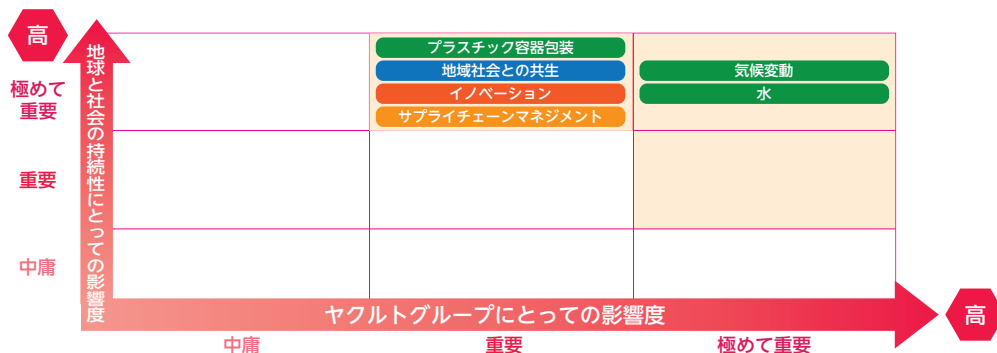 高
地球と社会の持続性にとっての影響度
極めて
重要
重要
中庸
プラスチック容器包装
地域社会との共生
イノベーション
サプライチェーンマネジメント
気候変動
水
ヤクルトグループにとっての影響度
高
中庸
重要
極めて重要